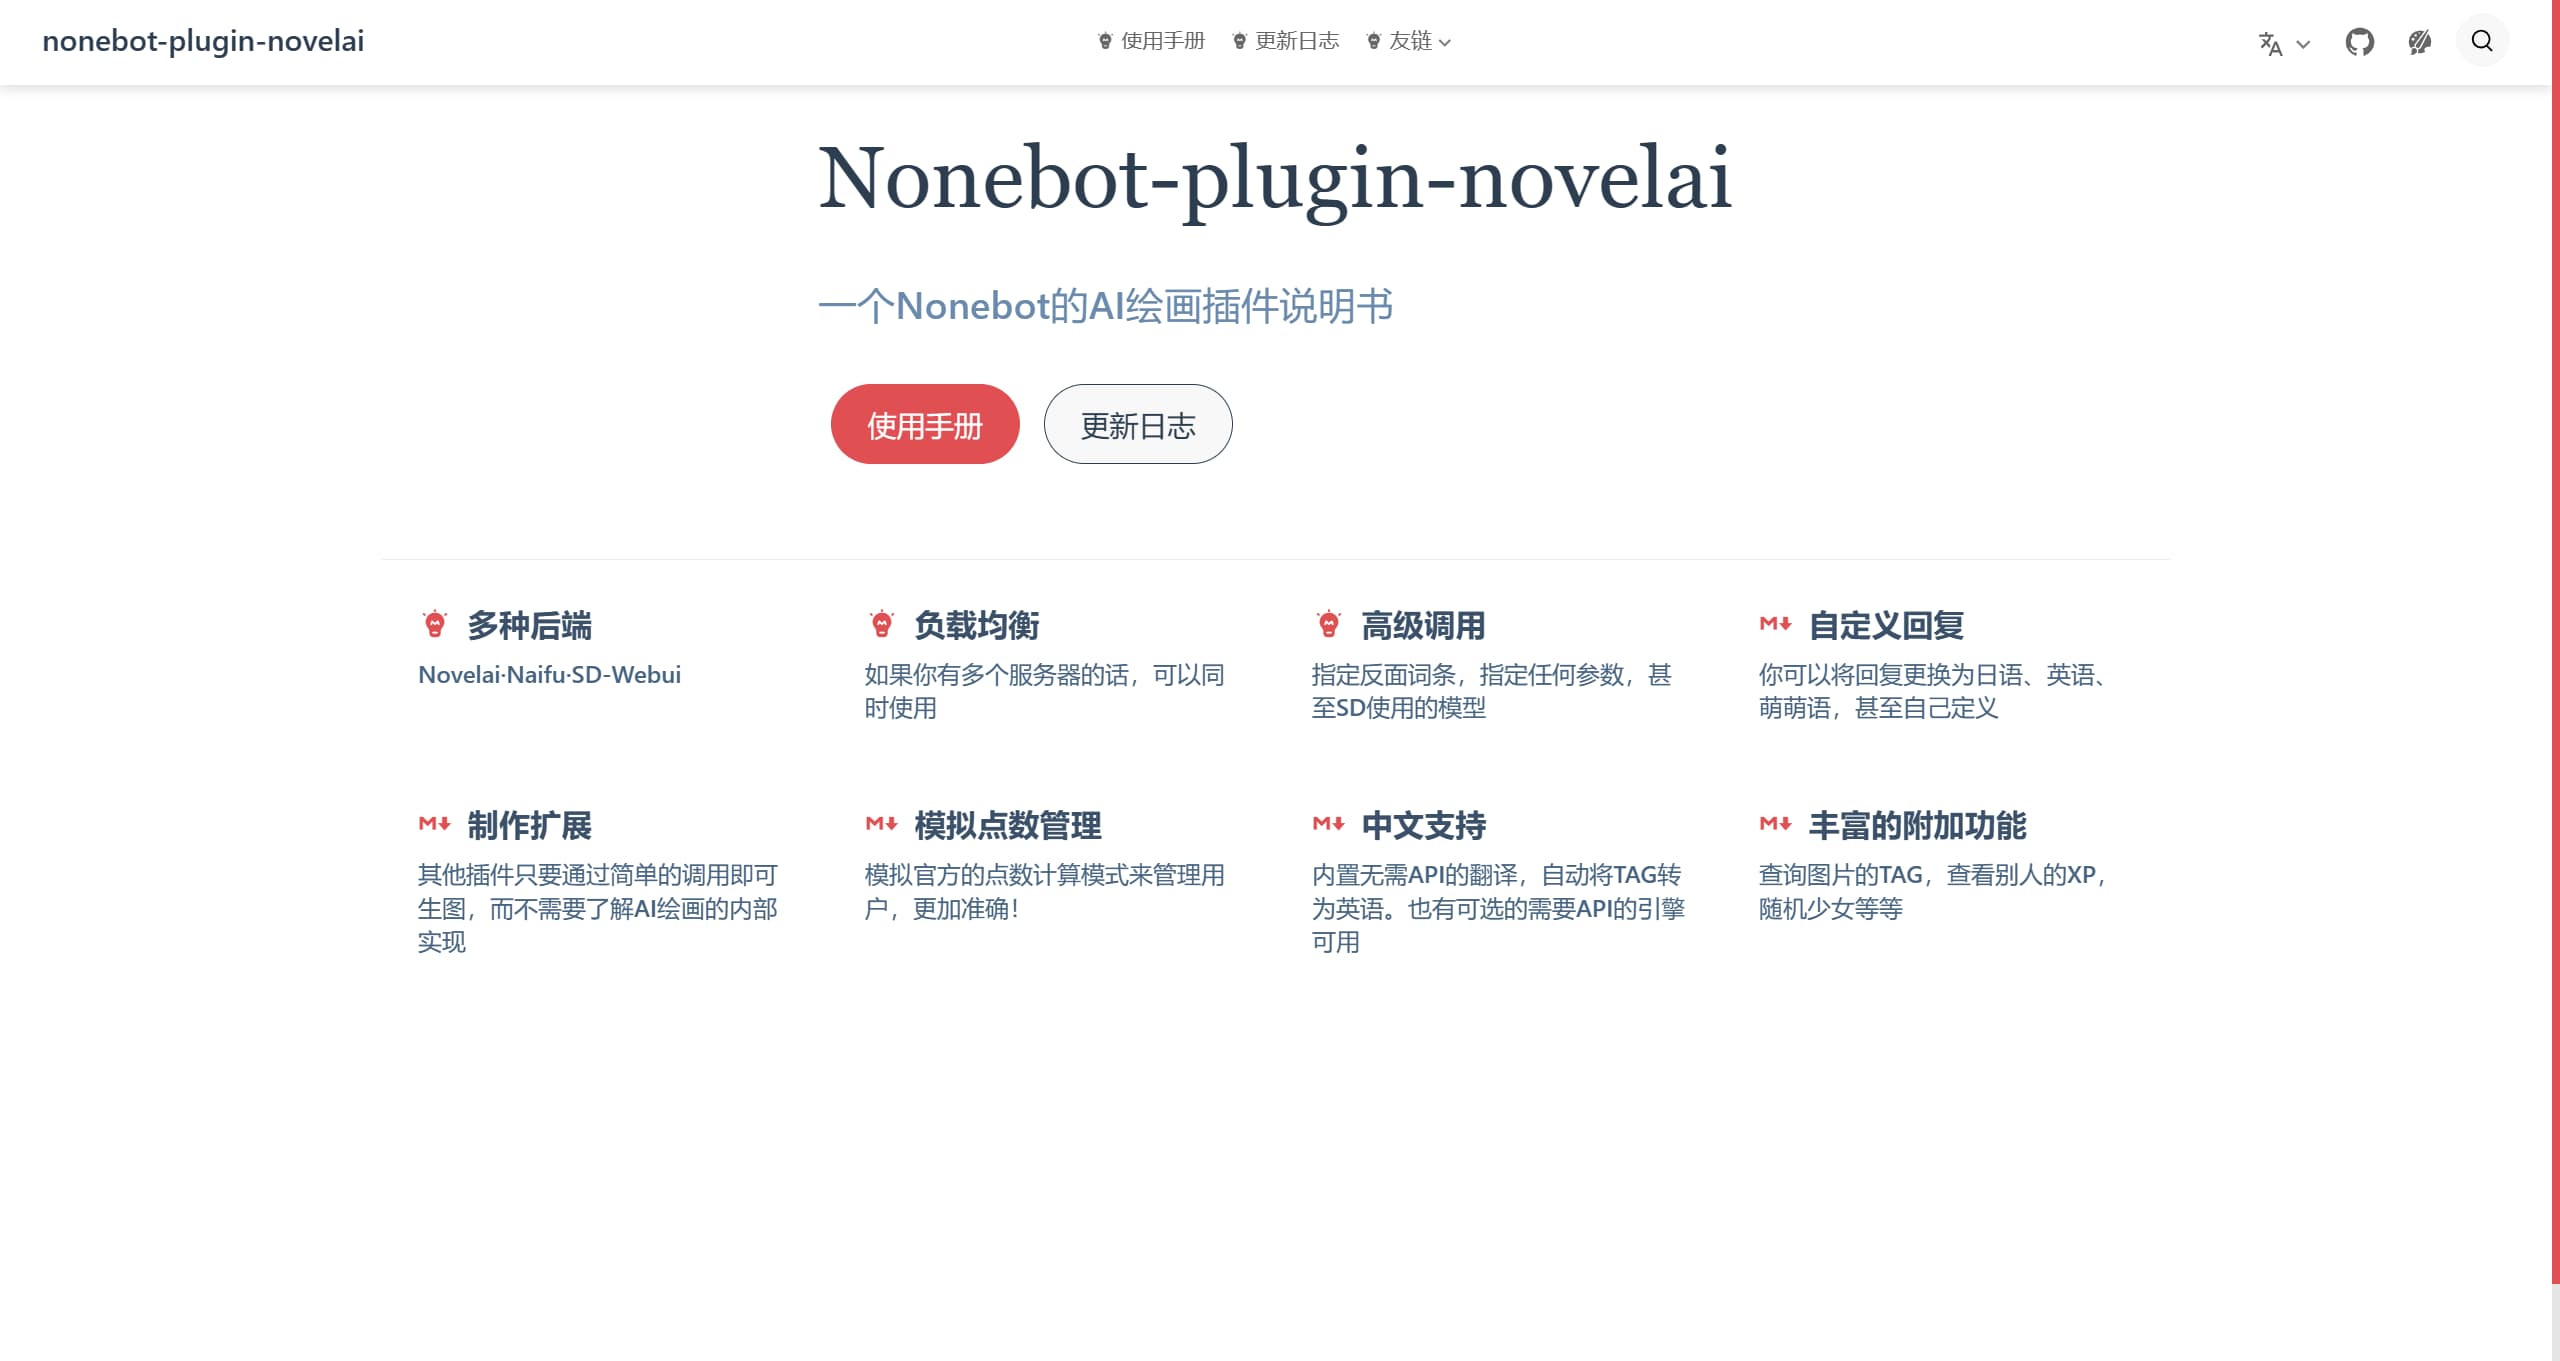 nonebot-plugin-novelai
使用手册
更新日志
友链
Nonebot-plugin-novelai
一个Nonebot的AI绘画插件说明书
使用手册
更新日志
多种后端
Novelai·Naifu·SD-Webui
负载均衡
如果你有多个服务器的话，可以同
时使用
高级调用
指定反面词条，指定任何参数，甚
至SD使用的模型
自定义回复
你可以将回复更换为日语、英语、
萌萌语，甚至自己定义
制作扩展
其他插件只要通过简单的调用即可
生图，而不需要了解AI绘画的内部
实现
模拟点数管理
模拟官方的点数计算模式来管理用
户，更加准确！
中文支持
内置无需API的翻译，自动将TAG转
为英语。也有可选的需要API的引擎
可用
丰富的附加功能
查询图片的TAG，查看别人的XP，
随机少女等等